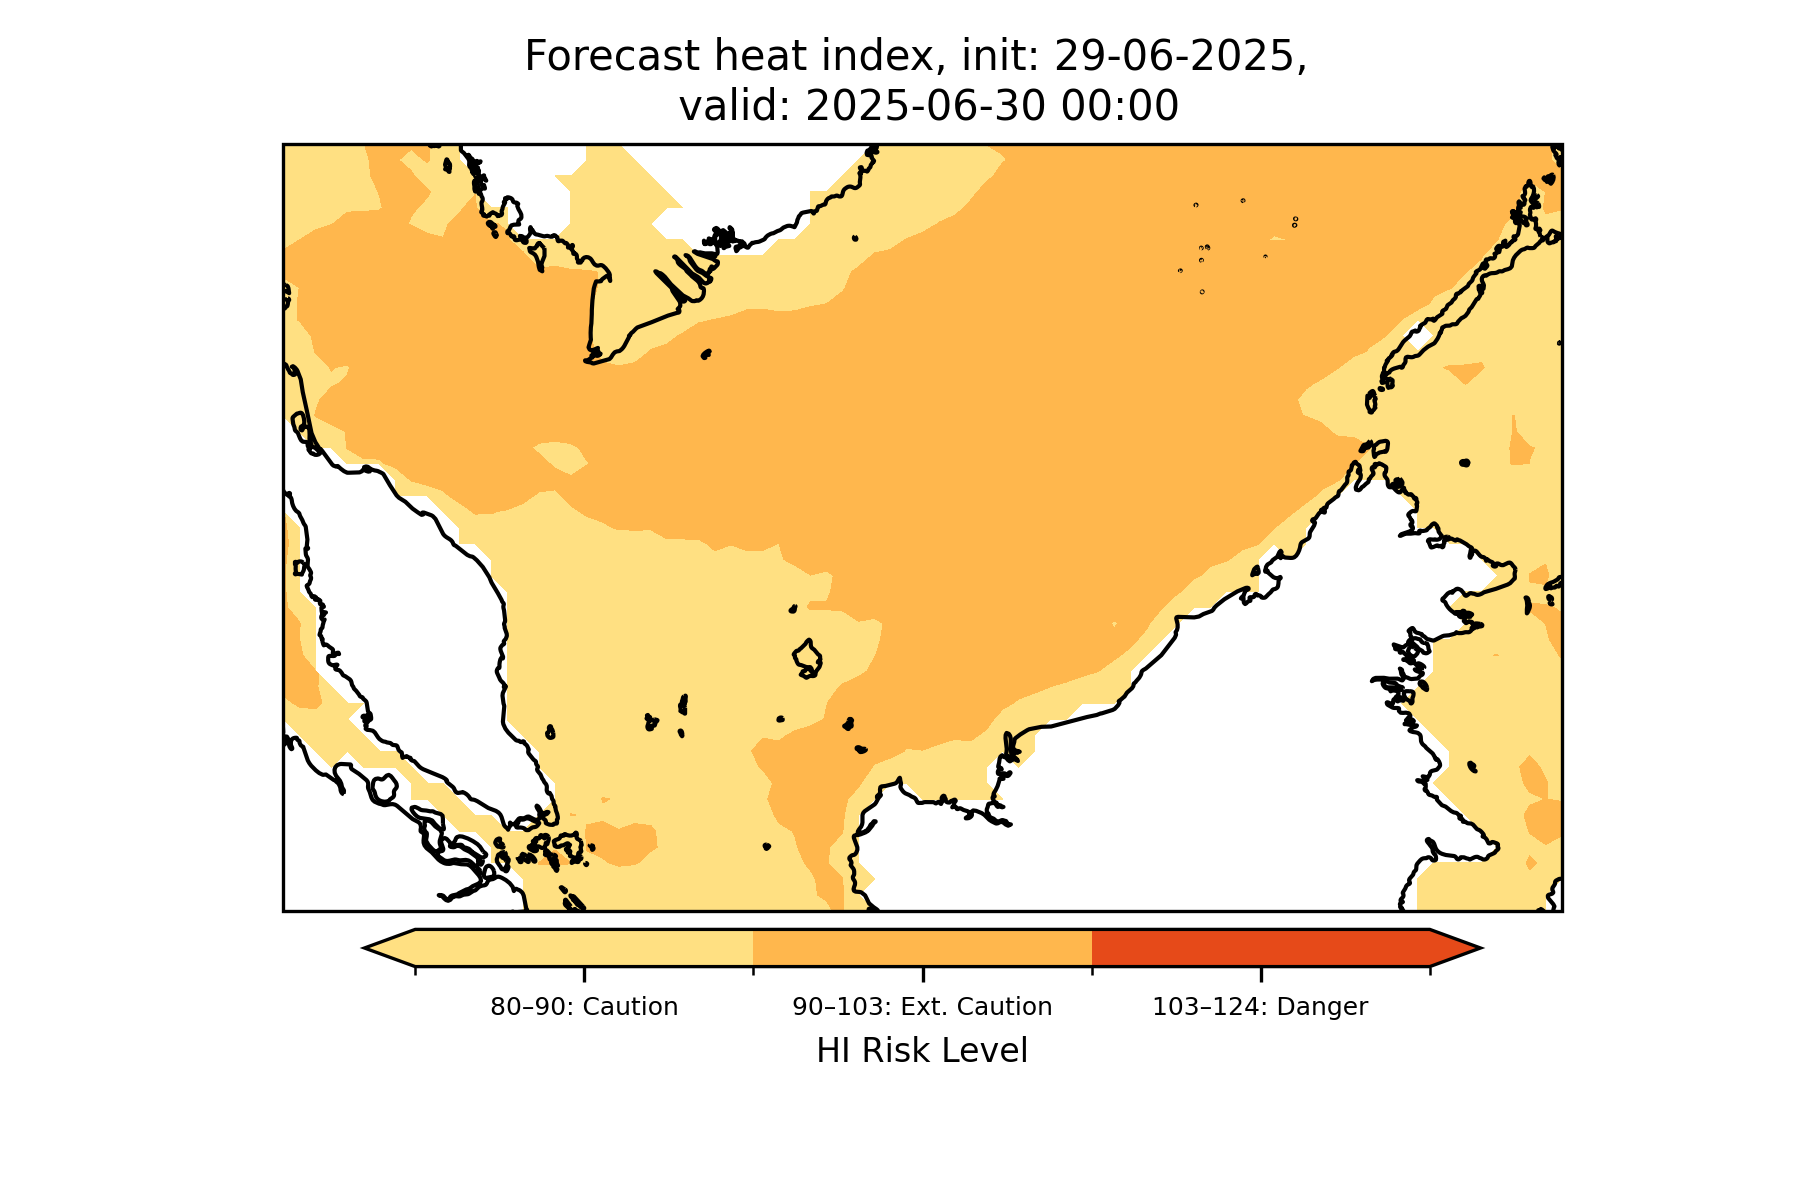 Forecast heat index, init: 29-06-2025,
valid: 2025-06-30 00:00
80–90: Caution
90–103: Ext. Caution
103–124: Danger
HI Risk Level